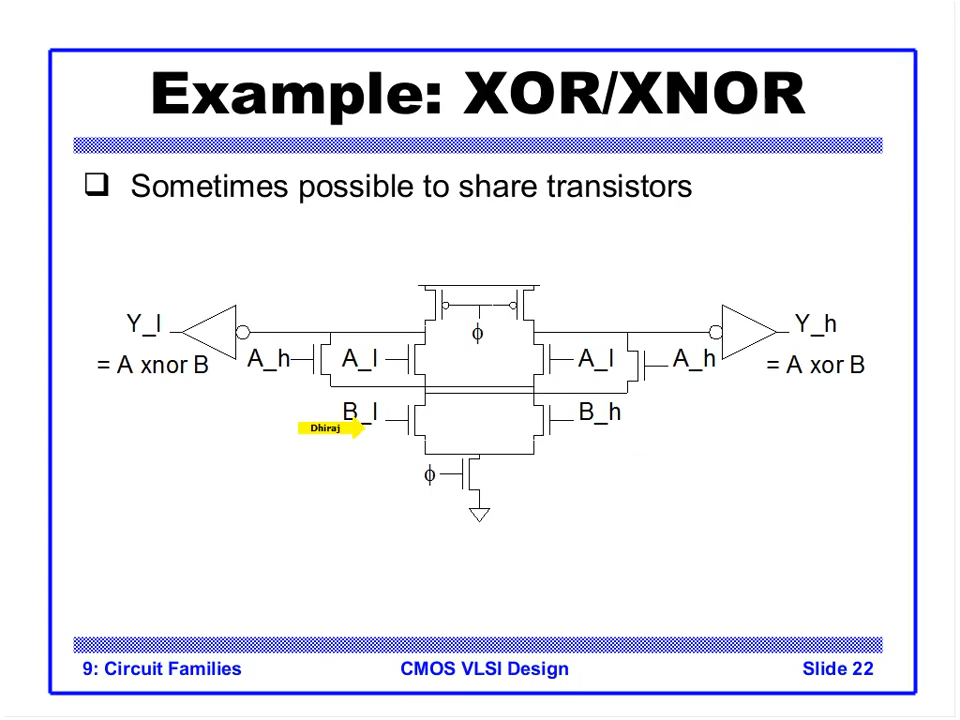 Example: XOR/XNOR
❑ Sometimes possible to share transistors
Y_l
ϕ
Y_h
= A xnor B
A_h
A_l
A_l
A_h
= A xor B
B_l
B_h
Dhiraj
ϕ
9: Circuit Families
CMOS VLSI Design
Slide 22